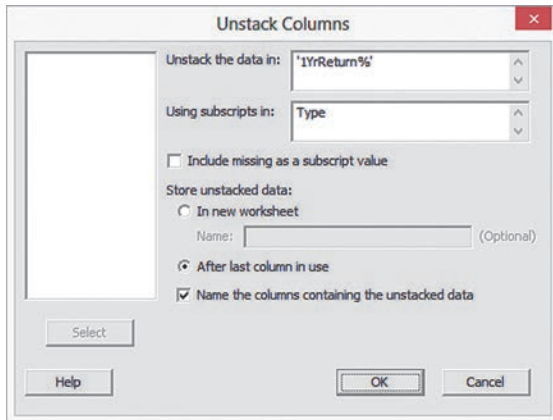 Unstack Columns
Unstack the data in: '1YrReturn%'
Using subscripts in: Type
Include missing as a subscript value
Store unstacked data:
In new worksheet
Name: (Optional)
After last column in use
Name the columns containing the unstacked data
Select
Help OK Cancel